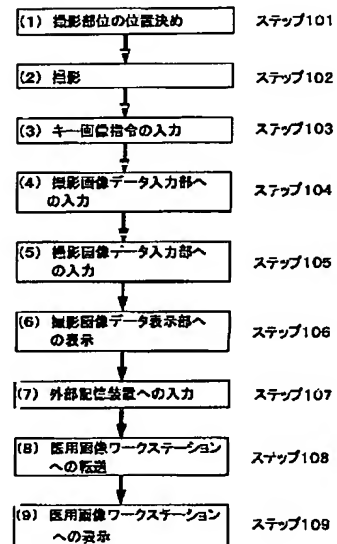 (1) 撮影部位の位置決め ステップ101
(2) 撮影 ステップ102
(3) キー画像指令の入力 ステップ103
(4) 撮影画像データ入力部へ
の入力 ステップ104
(5) 撮影画像データ入力部へ
の入力 ステップ105
(6) 撮影画像データ表示部へ
の表示 ステップ106
(7) 外部配信装置への入力 ステップ107
(8) 医用画像ワークステーション
への転送 ステップ108
(9) 医用画像ワークステーション
への表示 ステップ109